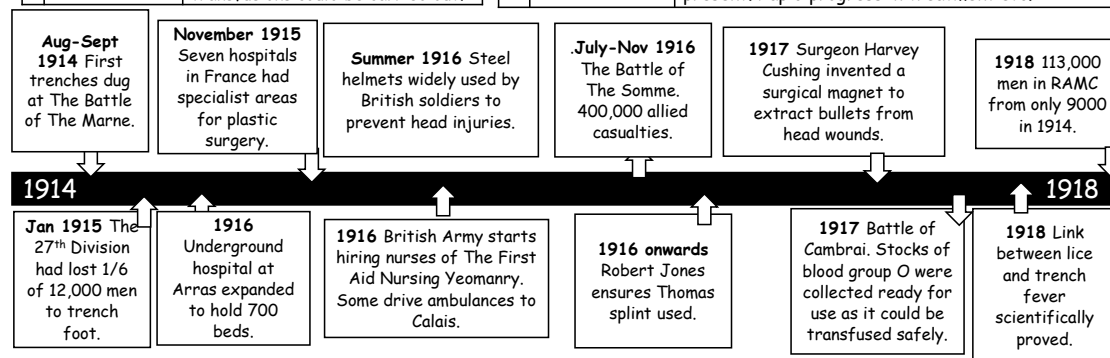 Aug-Sept
1914 First
trenches dug
at The Battle
of The Marne.
November 1915
Seven hospitals
in France had
specialist areas
for plastic
surgery.
Summer 1916 Steel
helmets widely used by
British soldiers to
prevent head injuries.
.July-Nov 1916
The Battle of
The Somme.
400,000 allied
casualties.
1917 Surgeon Harvey
Cushing invented a
surgical magnet to
extract bullets from
head wounds.
1918 113,000
men in RAMC
from only 9000
in 1914.
1914
1918
Jan 1915 The
27th Division
had lost 1/6
of 12,000 men
to trench
foot.
1916
Underground
hospital at
Arras expanded
to hold 700
beds.
1916 British Army starts
hiring nurses of The First
Aid Nursing Yeomanry.
Some drive ambulances to
Calais.
1916 onwards
Robert Jones
ensures Thomas
splint used.
1917 Battle of
Cambrai. Stocks of
blood group O were
collected ready for
use as it could be
transfused safely.
1918 Link
between lice
and trench
fever
scientifically
proved.